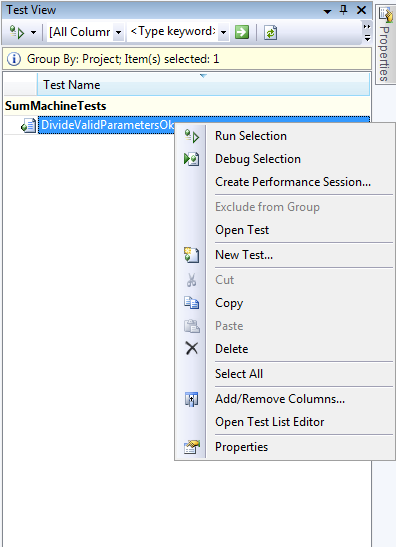 Test View
[All Column
<Type keyword>
Group By: Project; Item(s) selected: 1
Test Name
SumMachineTests
DivideValidParametersOk
Run Selection
Debug Selection
Create Performance Session...
Exclude from Group
Open Test
New Test...
Cut
Copy
Paste
Delete
Select All
Add/Remove Columns...
Open Test List Editor
Properties
Properties